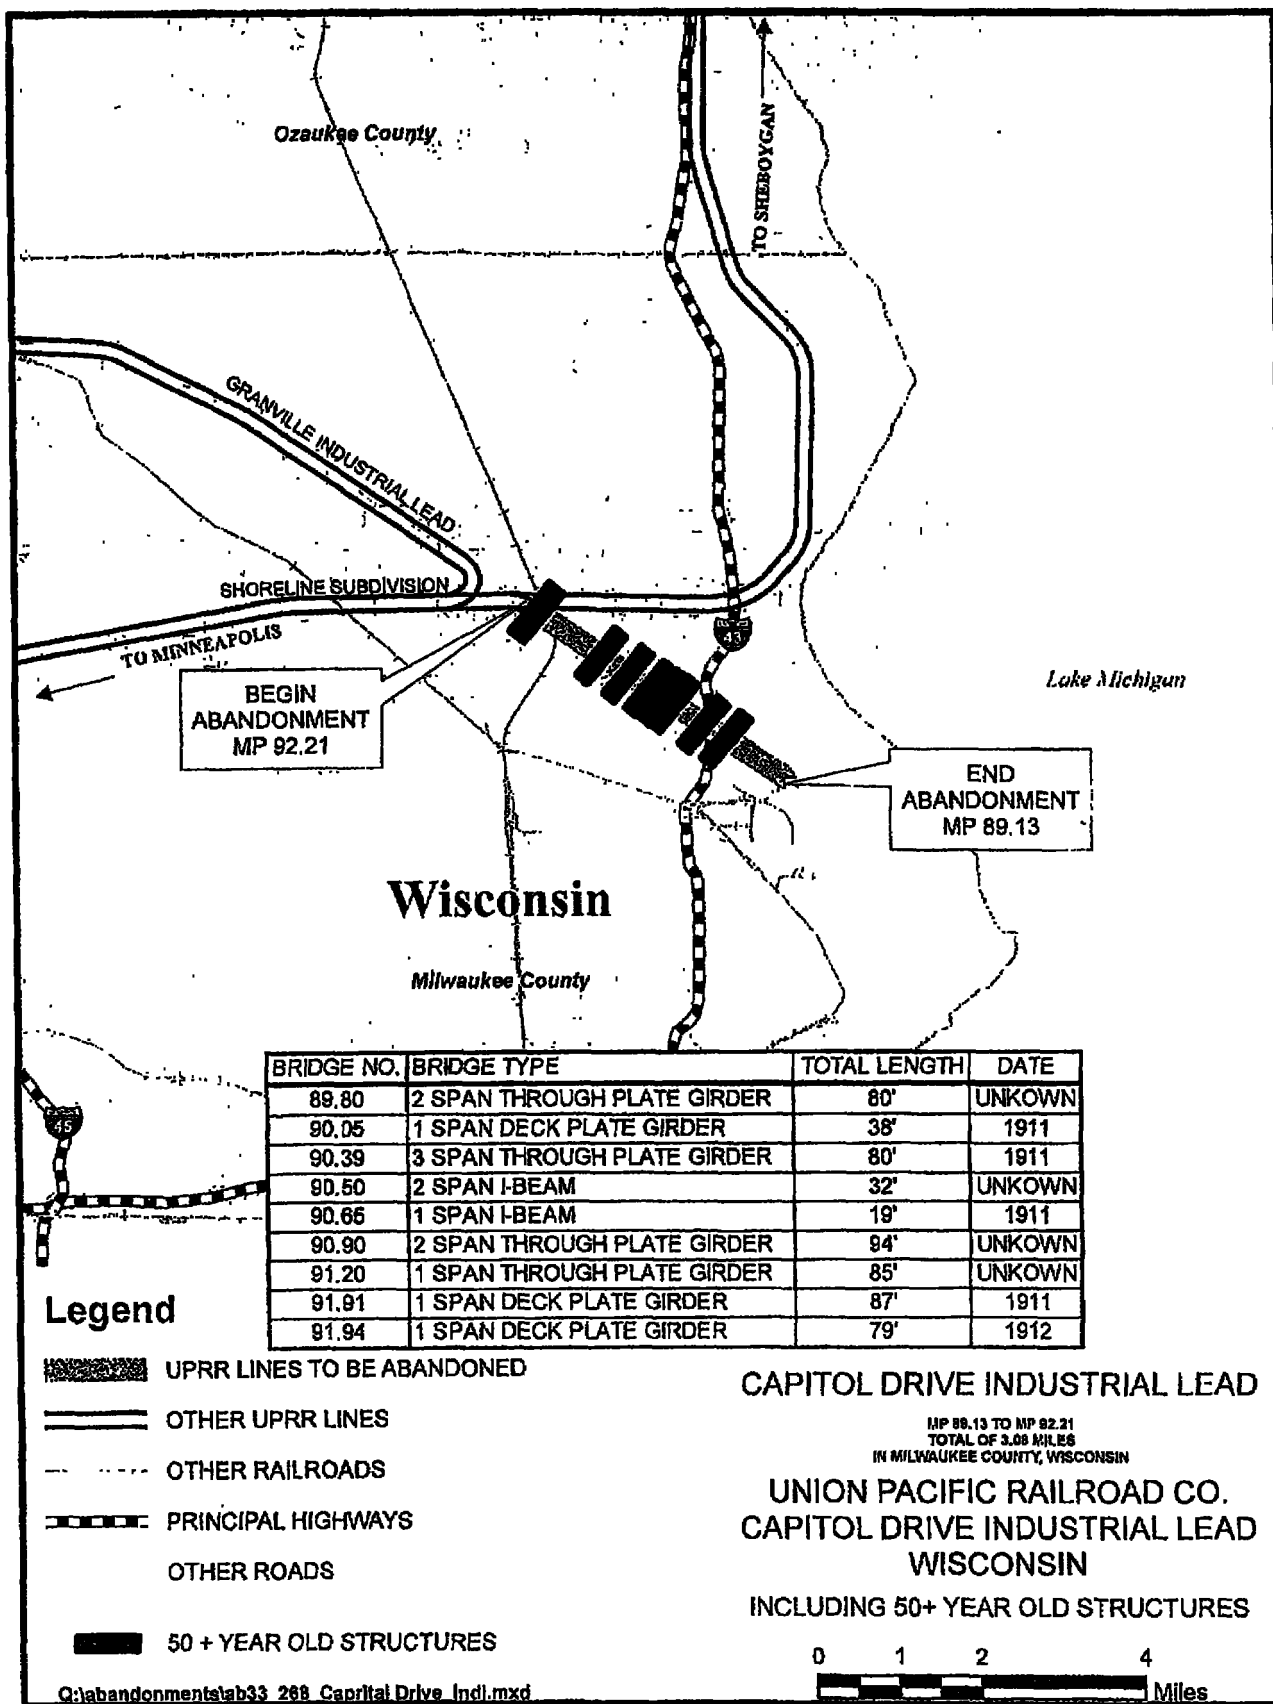 Ozaukee County
TO SHEBOYGAN
GRANVILLE INDUSTRIAL LEAD
SHORELINE SUBDIVISION
TO MINNEAPOLIS
43
Lake Michigan
BEGIN
ABANDONMENT
MP 92.21
END
ABANDONMENT
MP 89.13
Wisconsin
Milwaukee County
45
BRIDGE NO. BRIDGE TYPE TOTAL LENGTH DATE
89.80 2 SPAN THROUGH PLATE GIRDER 80' UNKOWN
90.05 1 SPAN DECK PLATE GIRDER 38' 1911
90.39 3 SPAN THROUGH PLATE GIRDER 80' 1911
90.50 2 SPAN I-BEAM 32' UNKOWN
90.65 1 SPAN I-BEAM 19' 1911
90.90 2 SPAN THROUGH PLATE GIRDER 94' UNKOWN
91.20 1 SPAN THROUGH PLATE GIRDER 85' UNKOWN
91.91 1 SPAN DECK PLATE GIRDER 87' 1911
91.94 1 SPAN DECK PLATE GIRDER 79' 1912
Legend
UPRR LINES TO BE ABANDONED
OTHER UPRR LINES
OTHER RAILROADS
PRINCIPAL HIGHWAYS
OTHER ROADS
50 + YEAR OLD STRUCTURES
Q:\abandonments\ab33_268_Caprital Drive_Indl.mxd
CAPITOL DRIVE INDUSTRIAL LEAD
MP 89.13 TO MP 92.21
TOTAL OF 3.08 MILES
IN MILWAUKEE COUNTY, WISCONSIN
UNION PACIFIC RAILROAD CO.
CAPITOL DRIVE INDUSTRIAL LEAD
WISCONSIN
INCLUDING 50+ YEAR OLD STRUCTURES
0 1 2 4
Miles